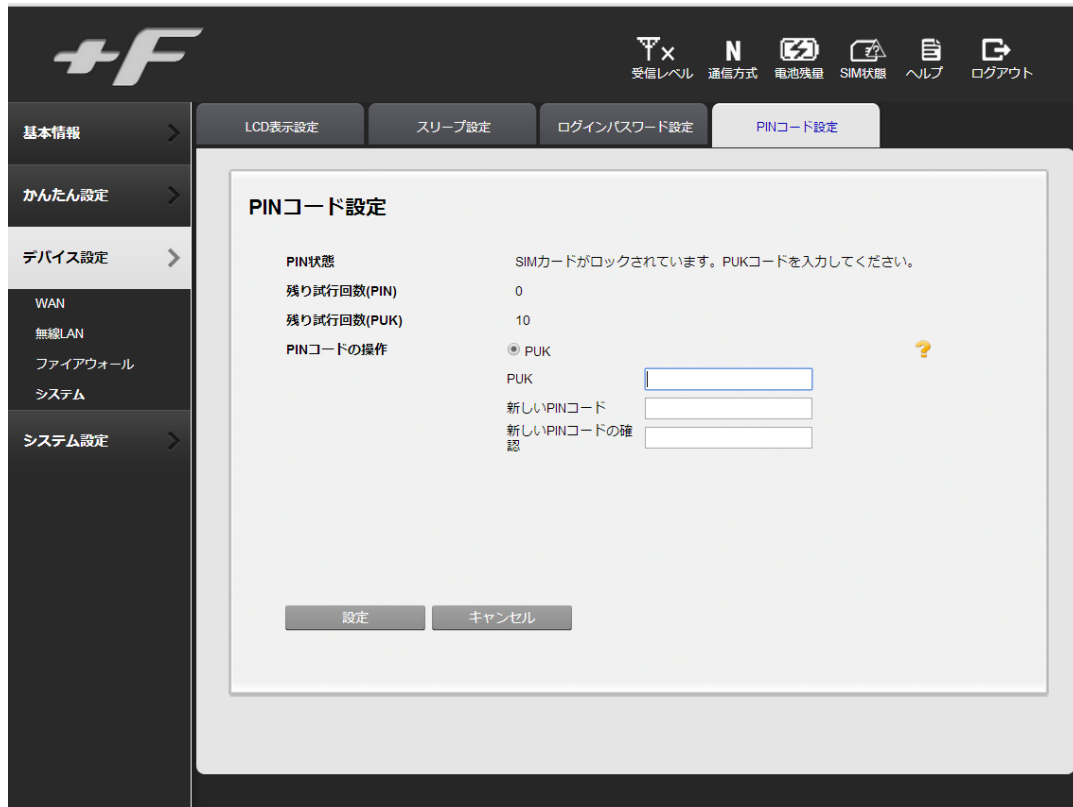 +F
受信レベル 通信方式 電池残量 SIM状態 ヘルプ ログアウト
N
基本情報
かんたん設定
デバイス設定
WAN
無線LAN
ファイアウォール
システム
システム設定
LCD表示設定 スリープ設定 ログインパスワード設定 PINコード設定
PINコード設定
PIN状態 SIMカードがロックされています。PUKコードを入力してください。
残り試行回数(PIN) 0
残り試行回数(PUK) 10
PINコードの操作 PUK ?
PUK
新しいPINコード
新しいPINコードの確
認
設定 キャンセル